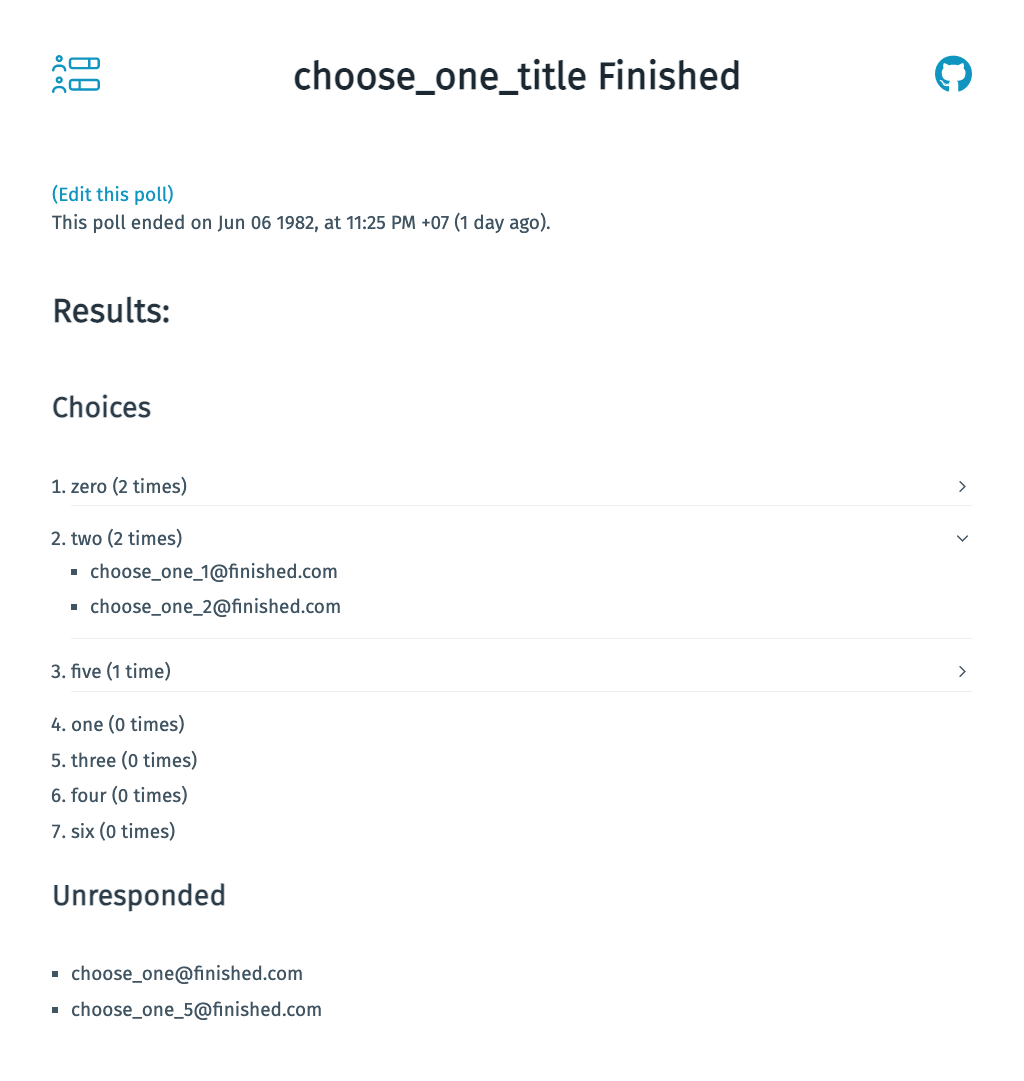 choose_one_title Finished
(Edit this poll)
This poll ended on Jun 06 1982, at 11:25 PM +07 (1 day ago).
Results:
Choices
1. zero (2 times)
2. two (2 times)
▪ choose_one_1@finished.com
▪ choose_one_2@finished.com
3. five (1 time)
4. one (0 times)
5. three (0 times)
6. four (0 times)
7. six (0 times)
Unresponded
▪ choose_one@finished.com
▪ choose_one_5@finished.com